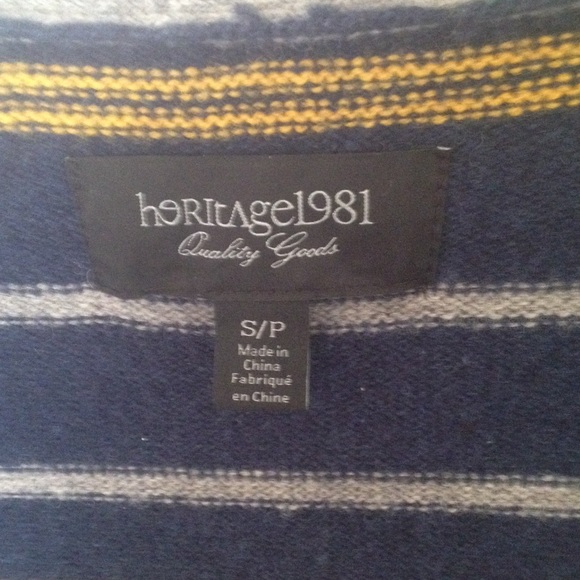 heRItAge1981
Quality Goods
S/P
Made in
China
Fabriqué
en Chine